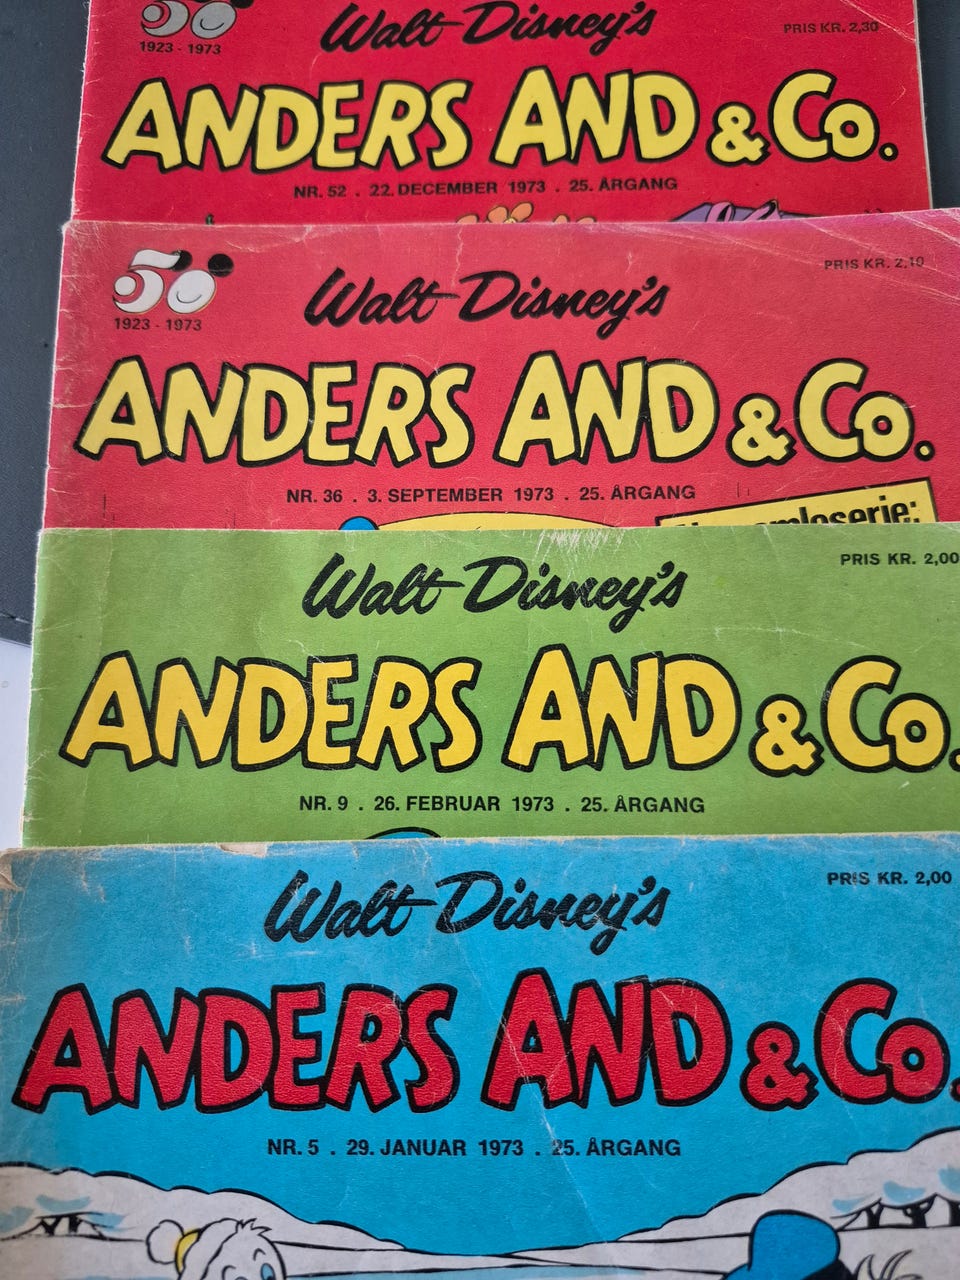 50
1923 - 1973
Walt Disney's
PRIS KR. 2,30
ANDERS AND & Co.
NR. 52 . 22. DECEMBER 1973 . 25. ÅRGANG
50
1923 - 1973
Walt Disney's
PRIS KR. 2,10
ANDERS AND & Co.
NR. 36 . 3. SEPTEMBER 1973 . 25. ÅRGANG
Walt Disney's
PRIS KR. 2,00
ANDERS AND & Co.
NR. 9 . 26. FEBRUAR 1973 . 25. ÅRGANG
Walt Disney's
PRIS KR. 2,00
ANDERS AND & Co.
NR. 5 . 29. JANUAR 1973 . 25. ÅRGANG